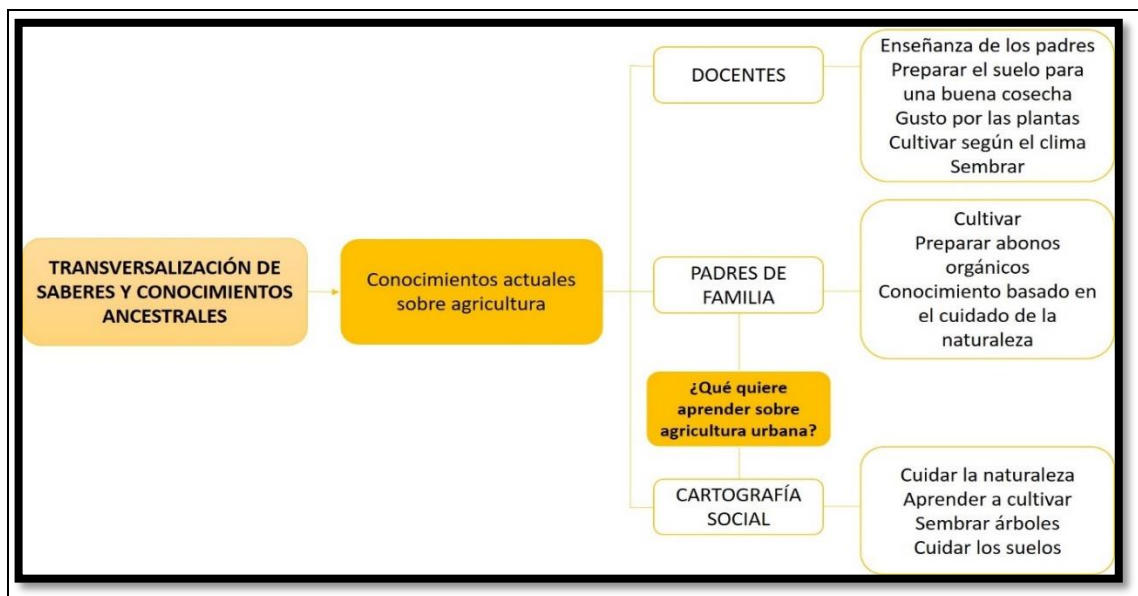 TRANSVERSALIZACIÓN DE
SABERES Y CONOCIMIENTOS
ANCESTRALES
Conocimientos actuales
sobre agricultura
DOCENTES
Enseñanza de los padres
Preparar el suelo para
una buena cosecha
Gusto por las plantas
Cultivar según el clima
Sembrar
PADRES DE
FAMILIA
Cultivar
Preparar abonos
orgánicos
Conocimiento basado en
el cuidado de la
naturaleza
¿Qué quiere
aprender sobre
agricultura urbana?
CARTOGRAFÍA
SOCIAL
Cuidar la naturaleza
Aprender a cultivar
Sembrar árboles
Cuidar los suelos